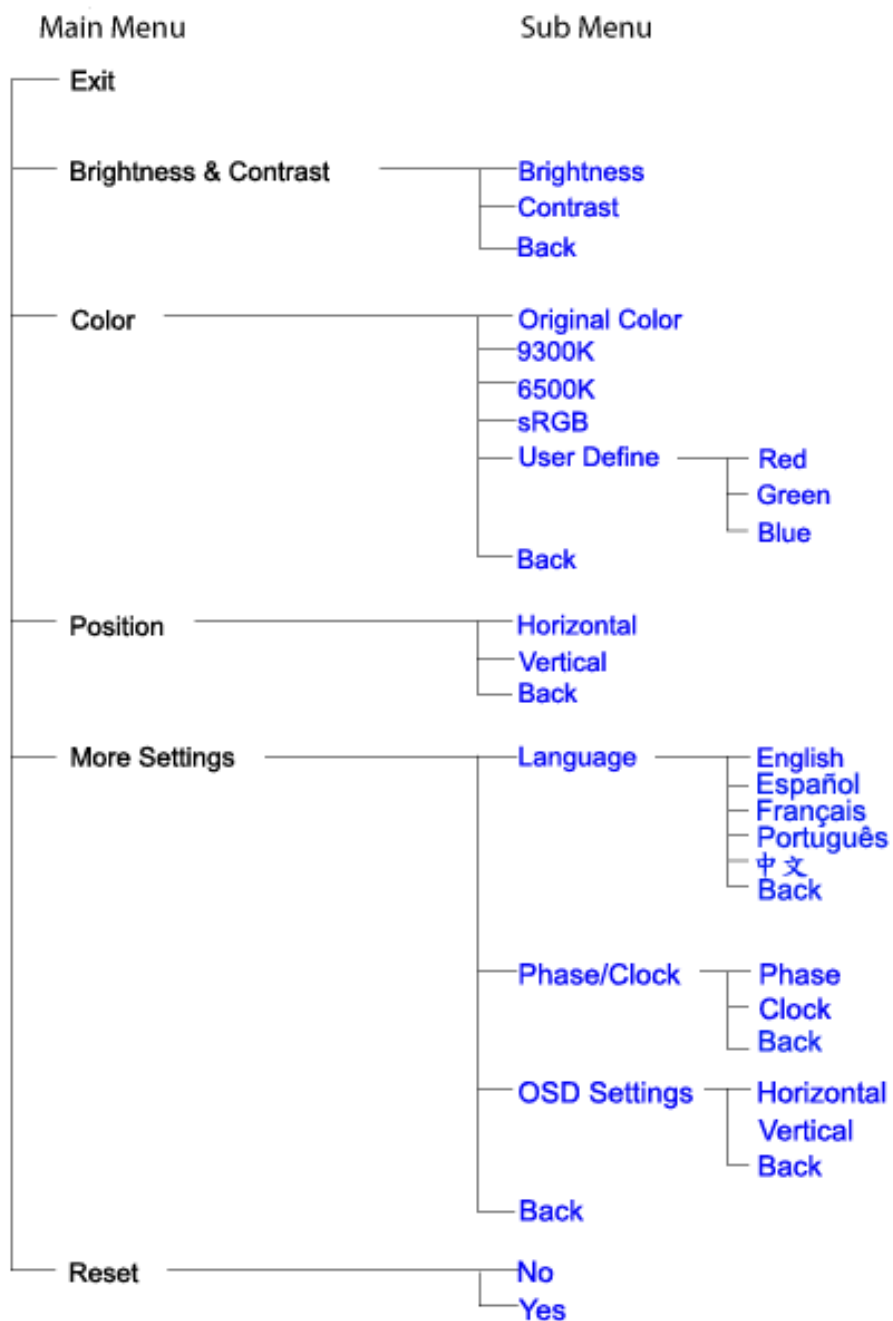 Main Menu Sub Menu
Exit
Brightness & Contrast Brightness
Contrast
Back
Color Original Color
9300K
6500K
sRGB
User Define Red
Green
Blue
Back
Position Horizontal
Vertical
Back
More Settings Language English
Español
Français
Português
中文
Back
Phase/Clock Phase
Clock
Back
OSD Settings Horizontal
Vertical
Back
Back
Reset No
Yes